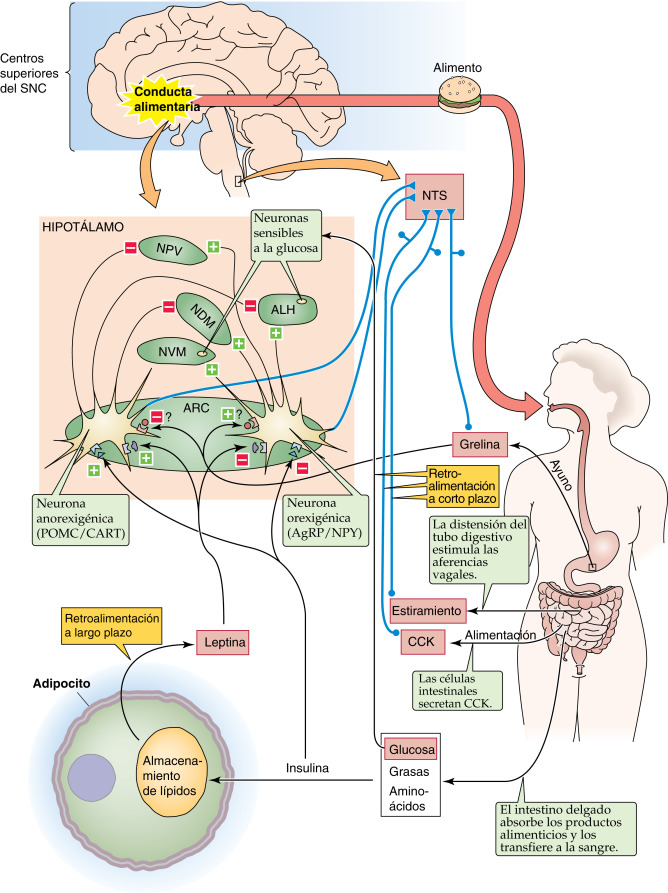 Centros
superiores
del SNC
Conducta
alimentaria
Alimento
NTS
HIPOTÁLAMO
Neuronas
sensibles
a la glucosa
NPV
NDM
ALH
NVM
ARC
?
?
Grelina
Ayuno
Retro-
alimentación
a corto plazo
Neurona
anorexigénica
(POMC/CART)
Neurona
orexigénica
(AgRP/NPY)
La distensión del
tubo digestivo
estimula las
aferencias
vagales.
Estiramiento
CCK
Alimentación
Las células
intestinales
secretan CCK.
Retroalimentación
a largo plazo
Leptina
Adipocito
Almacena-
miento
de lípidos
Insulina
Glucosa
Grasas
Amino-
ácidos
El intestino delgado
absorbe los productos
alimenticios y los
transfiere a la sangre.